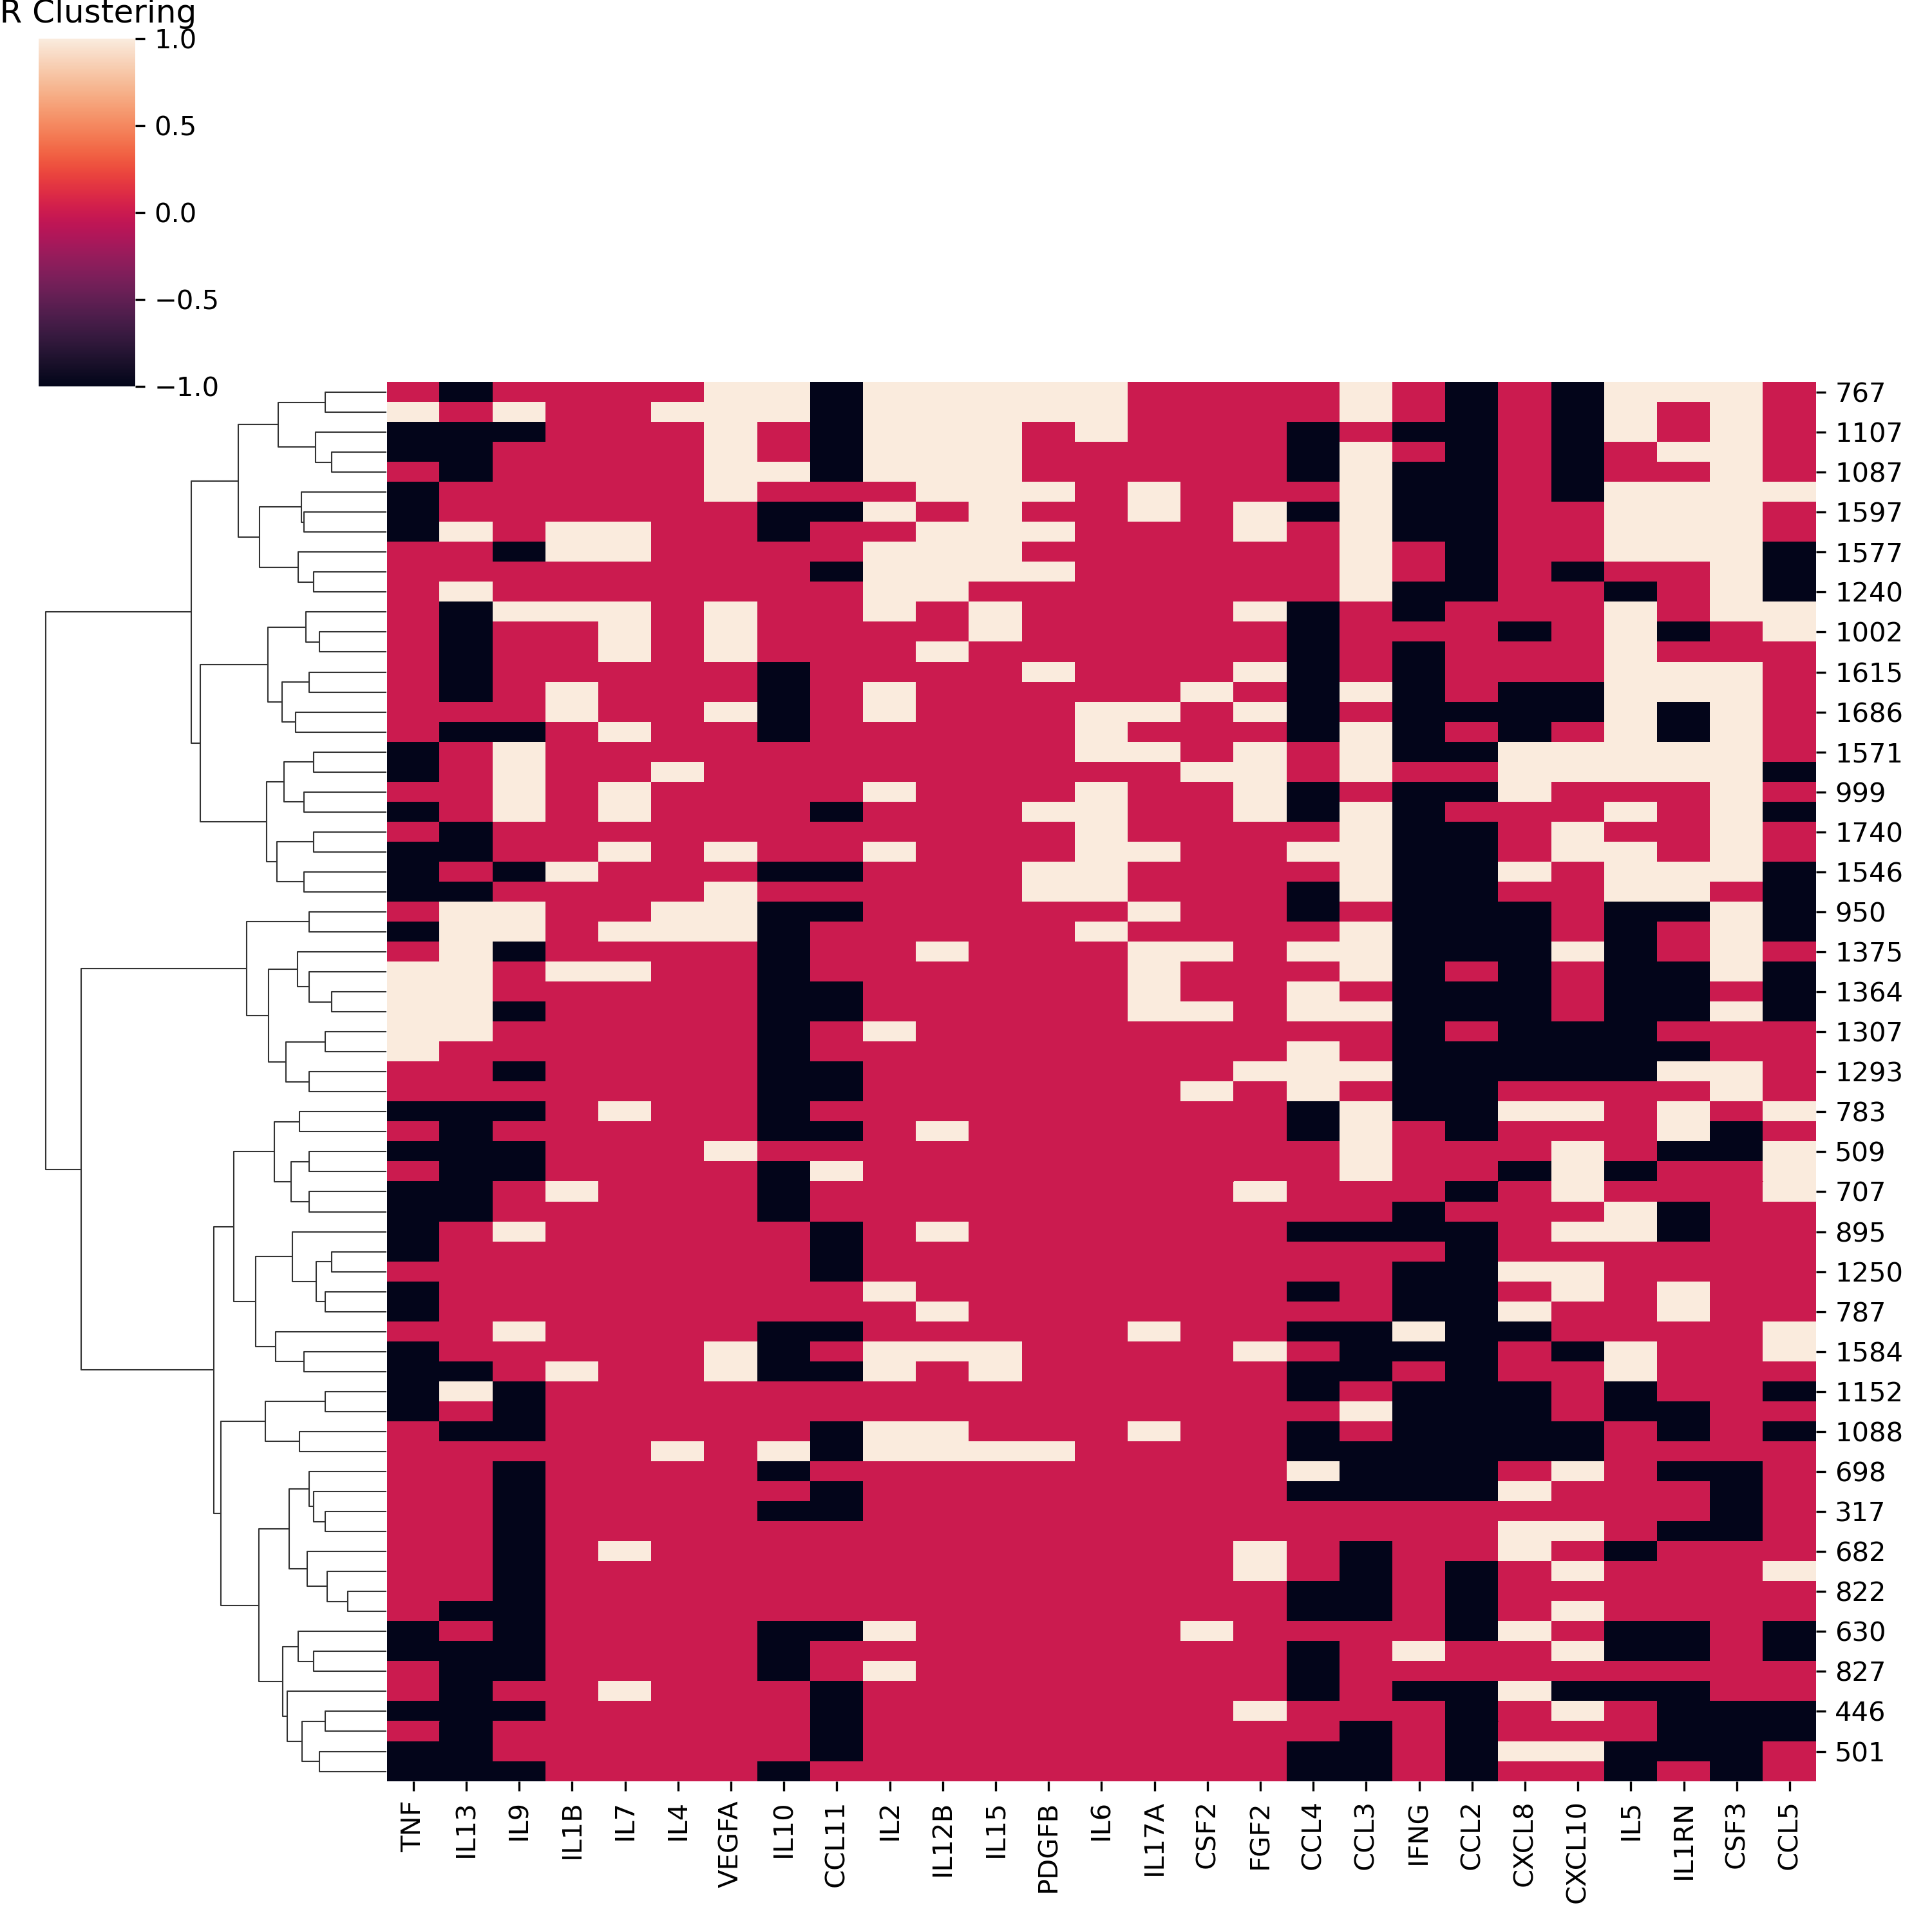 R Clustering
1.0
0.5
0.0
−0.5
−1.0
767
1107
1087
1597
1577
1240
1002
1615
1686
1571
999
1740
1546
950
1375
1364
1307
1293
783
509
707
895
1250
787
1584
1152
1088
698
317
682
822
630
827
446
501
TNF
IL13
IL9
IL1B
IL7
IL4
VEGFA
IL10
CCL11
IL2
IL12B
IL15
PDGFB
IL6
IL17A
CSF2
FGF2
CCL4
CCL3
IFNG
CCL2
CXCL8
CXCL10
IL5
IL1RN
CSF3
CCL5